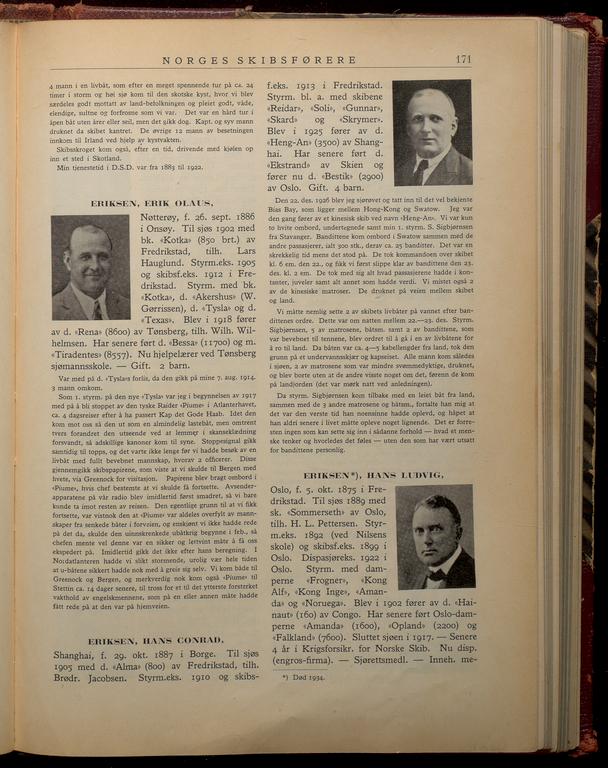 NORGES SKIBSFØRERE 171
4 mann i en livbåt, som efter en meget spennende tur på ca. 24
timer i storm og høi sjø kom til den skotske kyst, hvor vi blev
særdeles godt mottatt av land-befolkningen og pleiet godt, våde,
elendige, sultne og forfrosne som vi var. Det var en hård tur i
åpen båt uten årer eller seil, men det gikk dog. Kapt. og syv mann
druknet da skibet kantret. De øvrige 12 mann av besetningen
innkom til Irland ved hjelp av kystvakten.
Skibsskroget kom også, efter en tid, drivende med kjølen op
inn et sted i Skotland.
Min tjenestetid i D.S.D. var fra 1883 til 1922.
ERIKSEN, ERIK OLAUS,
Nøtterøy, f. 26. sept. 1886
i Onsøy. Til sjøs 1902 med
bk. «Kotka» (850 brt.) av
Fredrikstad, tilh. Lars
Hauglund. Styrm.eks. 1905
og skibsf.eks. 1912 i Fre-
drikstad. Styrm. med bk.
«Kotka», d. «Akershus» (W.
Gørrissen), d. «Tysla» og d.
«Texas». Blev i 1918 fører
av d. «Rena» (8600) av Tønsberg, tilh. Wilh. Wil-
helmsen. Har senere ført d. «Bessa» (11700) og m.
«Tiradentes» (8557). Nu hjelpelærer ved Tønsberg
sjømannsskole. — Gift. 2 barn.
Var med på d. «Tysla»s forlis, da den gikk på mine 7. aug. 1914.
3 mann omkom.
Som 1. styrm. på den nye «Tysla» var jeg i begynnelsen av 1917
med på å bli stoppet av den tyske Raider «Piume» i Atlanterhavet,
ca. 4 dagsreiser efter å ha passert Kap det Gode Haab. Idet den
kom mot oss så den ut som en almindelig lastebåt, men omtrent
tvers forandret den utseende ved at lemmer i skanseklædning
forsvandt, så adskillige kanoner kom til syne. Stoppesignal gikk
samtidig til topps, og det varte ikke lenge før vi hadde besøk av en
livbåt med fullt bevebnet mannskap, hvorav 2 officerer. Disse
gjennemgikk skibspapirene, som viste at vi skulde til Bergen med
hvete, via Greenock for visitasjon. Papirene blev bragt ombord i
«Piume», hvis chef bestemte at vi skulde få fortsette. Avsender-
apparatene på vår radio blev imidlertid først smadret, så vi bare
kunde ta imot resten av reisen. Den egentlige grunn til at vi fikk
fortsette, var vistnok den at «Piume» var aldeles overfylt av mann-
skaper fra senkede båter i forveien, og enskjønt vi ikke hadde rede
på det da, skulde den uinnskrenkede ubåtkrig begynne i feb., så
chefen mente vel denne var en sikker og lettvint måte å få oss
ekspedert på. Imidlertid gikk det ikke efter hans beregning. I
Nordatlanteren hadde vi slikt stormende, urolig vær hele tiden
at u-båtene sikkert hadde nok med å greie sig selv. Vi kom både til
Greenock og Bergen, og merkverdig nok kom også «Piume» til
Stettin ca. 14 dager senere, til tross for et til det ytterste forsterket
vakthold av engelskmennene, som på en eller annen måte hadde
fått rede på at den var på hjemveien.
ERIKSEN, HANS CONRAD,
Shanghai, f. 29. okt. 1887 i Borge. Til sjøs
1905 med d. «Alma» (800) av Fredrikstad, tilh.
Brødr. Jacobsen. Styrm.eks. 1910 og skibs-
f.eks. 1913 i Fredrikstad.
Styrm. bl. a. med skibene
«Reidar», «Soli», «Gunnar»,
«Skard» og «Skrymer».
Blev i 1925 fører av d.
«Heng-An» (3500) av Shang-
hai. Har senere ført d.
«Ekstrand» av Skien og
fører nu d. «Bestik» (2900)
av Oslo. Gift. 4 barn.
Den 22. des. 1926 blev jeg sjørøvet og tatt inn til det vel bekjente
Bias Bay, som ligger mellem Hong-Kong og Swatow. Jeg var
den gang fører av et kinesisk skib ved navn «Heng-An». Vi var kun
to hvite ombord, undertegnede samt min 1. styrm. S. Sigbjørnsen
fra Stavanger. Bandittene kom ombord i Swatow sammen med de
andre passasjerer, ialt 300 stk., derav ca. 25 banditter. Det var en
skrekkelig tid mens det stod på. De tok kommandoen over skibet
kl. 6 em. den 22., og fikk vi først slippe klar av bandittene den 23.
des. kl. 2 em. De tok med sig alt hvad passasjerene hadde i kon-
tanter, juveler samt alt annet som hadde verdi. Vi mistet også 2
av de kinesiske matroser. De druknet på veien mellem skibet
og land.
Vi måtte nemlig sette 2 av skibets livbåter på vannet efter ban-
dittenes ordre. Dette var om natten mellem 22.—23. des. Styrm.
Sigbjørnsen, 5 av matrosene, båtsm. samt 2 av bandittene, som
var bevebnet til tennene, blev ordret til å gå i en av livbåtene for
å ro til land. Da båten var ca. 4—5 kabellengder fra land, tok den
grunn på et undervannsskjær og kapseiset. Alle mann kom således
i sjøen, 2 av matrosene som var mindre svømmedyktige, druknet,
og blev borte uten at de andre visste noget om det, førenn de kom
på landjorden (det var mørk natt ved anledningen).
Da styrm. Sigbjørnsen kom tilbake med en leiet båt fra land,
sammen med de 3 andre matrosene og båtsm., fortalte han mig at
det var den verste tid han noensinne hadde oplevd, og håpet at
han aldri senere i livet måtte opleve noget lignende. Det er forre-
sten ingen som kan sette sig inn i sådanne forhold — hvad et men-
ske tenker og hvorledes det føles — uten den som har vært utsatt
for bandittene personlig.
ERIKSEN*), HANS LUDVIG,
Oslo, f. 5. okt. 1875 i Fre-
drikstad. Til sjøs 1889 med
sk. «Sommerseth» av Oslo,
tilh. H. L. Pettersen. Styr-
m.eks. 1892 (ved Nilsens
skole) og skibsf.eks. 1899 i
Oslo. Dispasjøreks. 1922 i
Oslo. Styrm. med dam-
perne «Frogner», «Kong
Alf», «Kong Inge», «Aman-
da» og «Noruega». Blev i 1902 fører av d. «Hai-
naut» (160) av Congo. Har senere ført Oslo-dam-
perne «Amanda» (1600), «Opland» (2200) og
«Falkland» (7600). Sluttet sjøen i 1917. — Senere
4 år i Krigsforsikr. for Norske Skib. Nu disp.
(engros-firma). — Sjørettsmedl. — Inneh. me-
*) Død 1934.